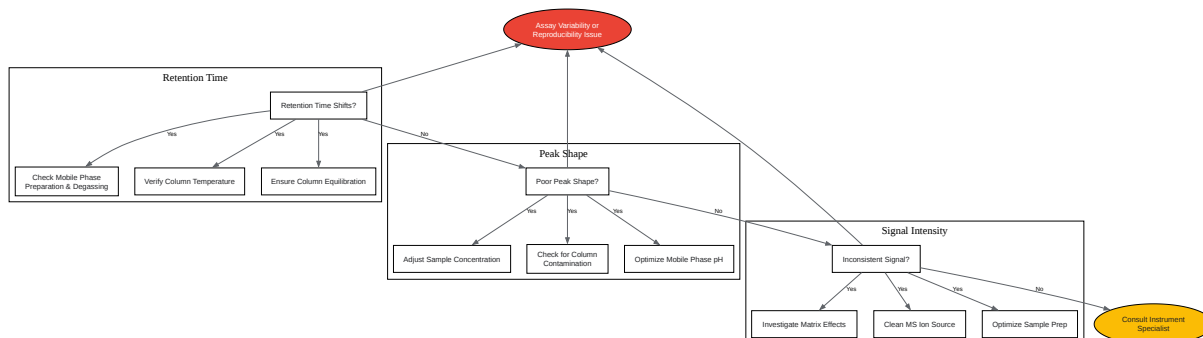 Assay Variability or
Reproducibility Issue
Retention Time
Retention Time Shifts?
Yes
Yes
Yes
No
Check Mobile Phase
Preparation & Degassing
Verify Column Temperature
Ensure Column Equilibration
Peak Shape
Poor Peak Shape?
Yes
Yes
Yes
No
Adjust Sample Concentration
Check for Column
Contamination
Optimize Mobile Phase pH
Signal Intensity
Inconsistent Signal?
Yes
Yes
Yes
No
Investigate Matrix Effects
Clean MS Ion Source
Optimize Sample Prep
Consult Instrument
Specialist